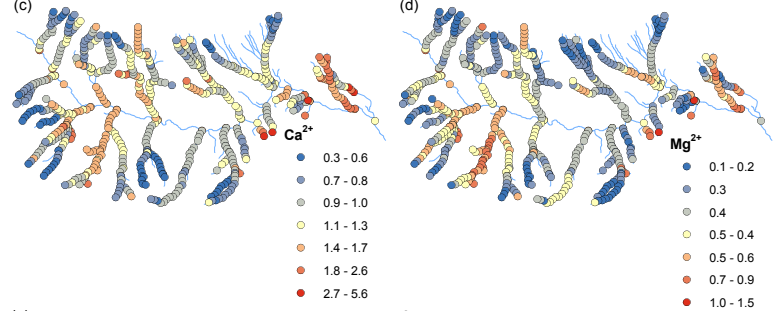 (c)
Ca2+
0.3 - 0.6
0.7 - 0.8
0.9 - 1.0
1.1 - 1.3
1.4 - 1.7
1.8 - 2.6
2.7 - 5.6
(d)
Mg2+
0.1 - 0.2
0.3
0.4
0.5 - 0.4
0.5 - 0.6
0.7 - 0.9
1.0 - 1.5